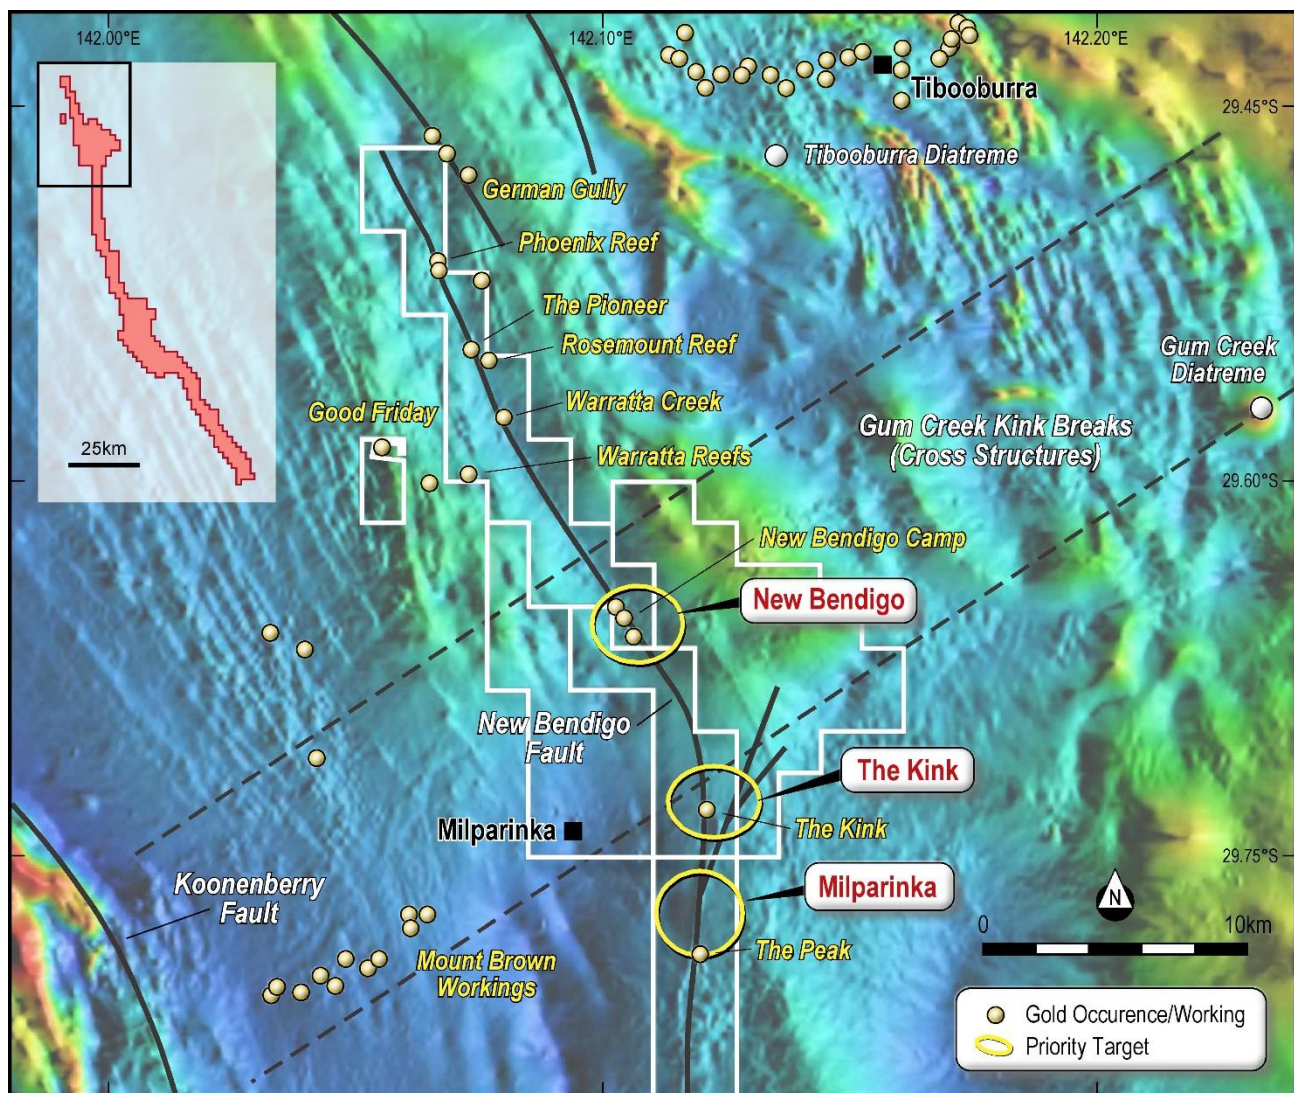 142.00°E
142.10°E
142.20°E
Tibooburra
29.45°S
Tibooburra Diatreme
German Gully
Phoenix Reef
The Pioneer
Rosemount Reef
Gum Creek
Diatreme
Warratta Creek
Good Friday
Gum Creek Kink Breaks
(Cross Structures)
25km
Warratta Reefs
29.60°S
New Bendigo Camp
New Bendigo
New Bendigo
Fault
The Kink
Milparinka
The Kink
29.75°S
Koonenberry
Fault
Milparinka
N
0
10km
The Peak
Mount Brown
Workings
Gold Occurence/Working
Priority Target